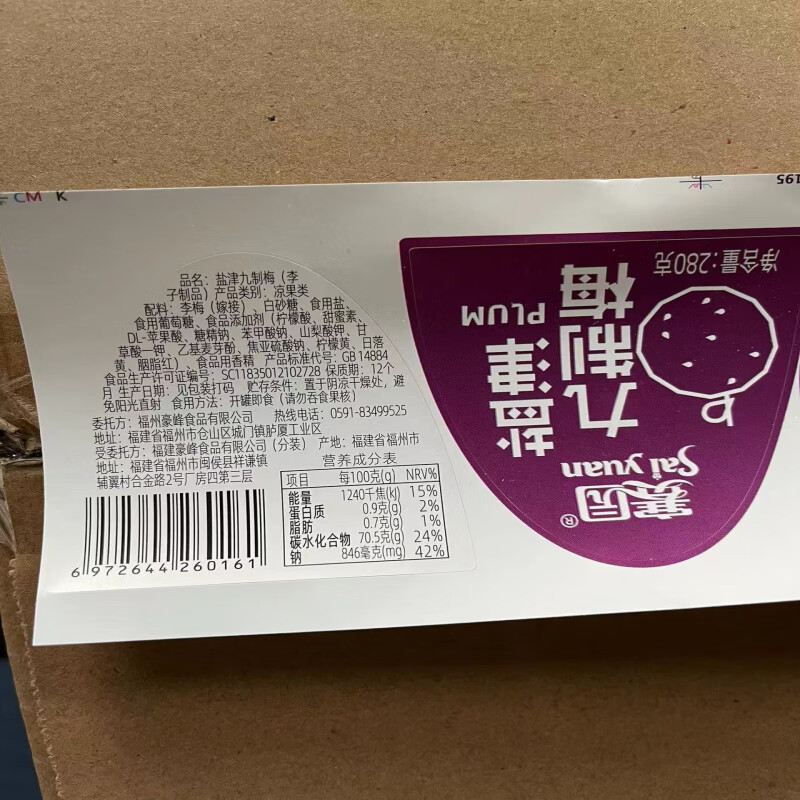 CM K
195
品名：盐津九制梅（李
子制品）产品类别：凉果类
配料：李梅（嫁接）、白砂糖、食用盐、
食用葡萄糖、食品添加剂（柠檬酸、甜蜜素、
DL-苹果酸、糖精钠、苯甲酸钠、山梨酸钾、甘
草酸一钾、乙基麦芽酚、焦亚硫酸钠、柠檬黄、日落
黄、胭脂红）、食用香精 产品标准代号：GB 14884
食品生产许可证编号：SC11835012102728 保质期：12个
月 生产日期：见包装打码 贮存条件：置于阴凉干燥处，避
免阳光直射 食用方法：开罐即食（请勿吞食果核）
委托方：福州豪峰食品有限公司 热线电话：0591-83499525
地址：福建省福州市仓山区城门镇胪厦工业区
受委托方：福建豪峰食品有限公司（分装） 产地：福建省福州市
地址：福建省福州市闽侯县祥谦镇
辅翼村合金路2号厂房四第三层
营养成分表
项目 每100克(g) NRV%
能量 1240千焦(kJ) 15%
蛋白质 0.9克(g) 2%
脂肪 0.7克(g) 1%
碳水化合物 70.5克(g) 24%
钠 846毫克(mg) 42%
6 972644 260161
赛园®
Sai yuan
盐津
九制
梅
PLUM
净含量：280克